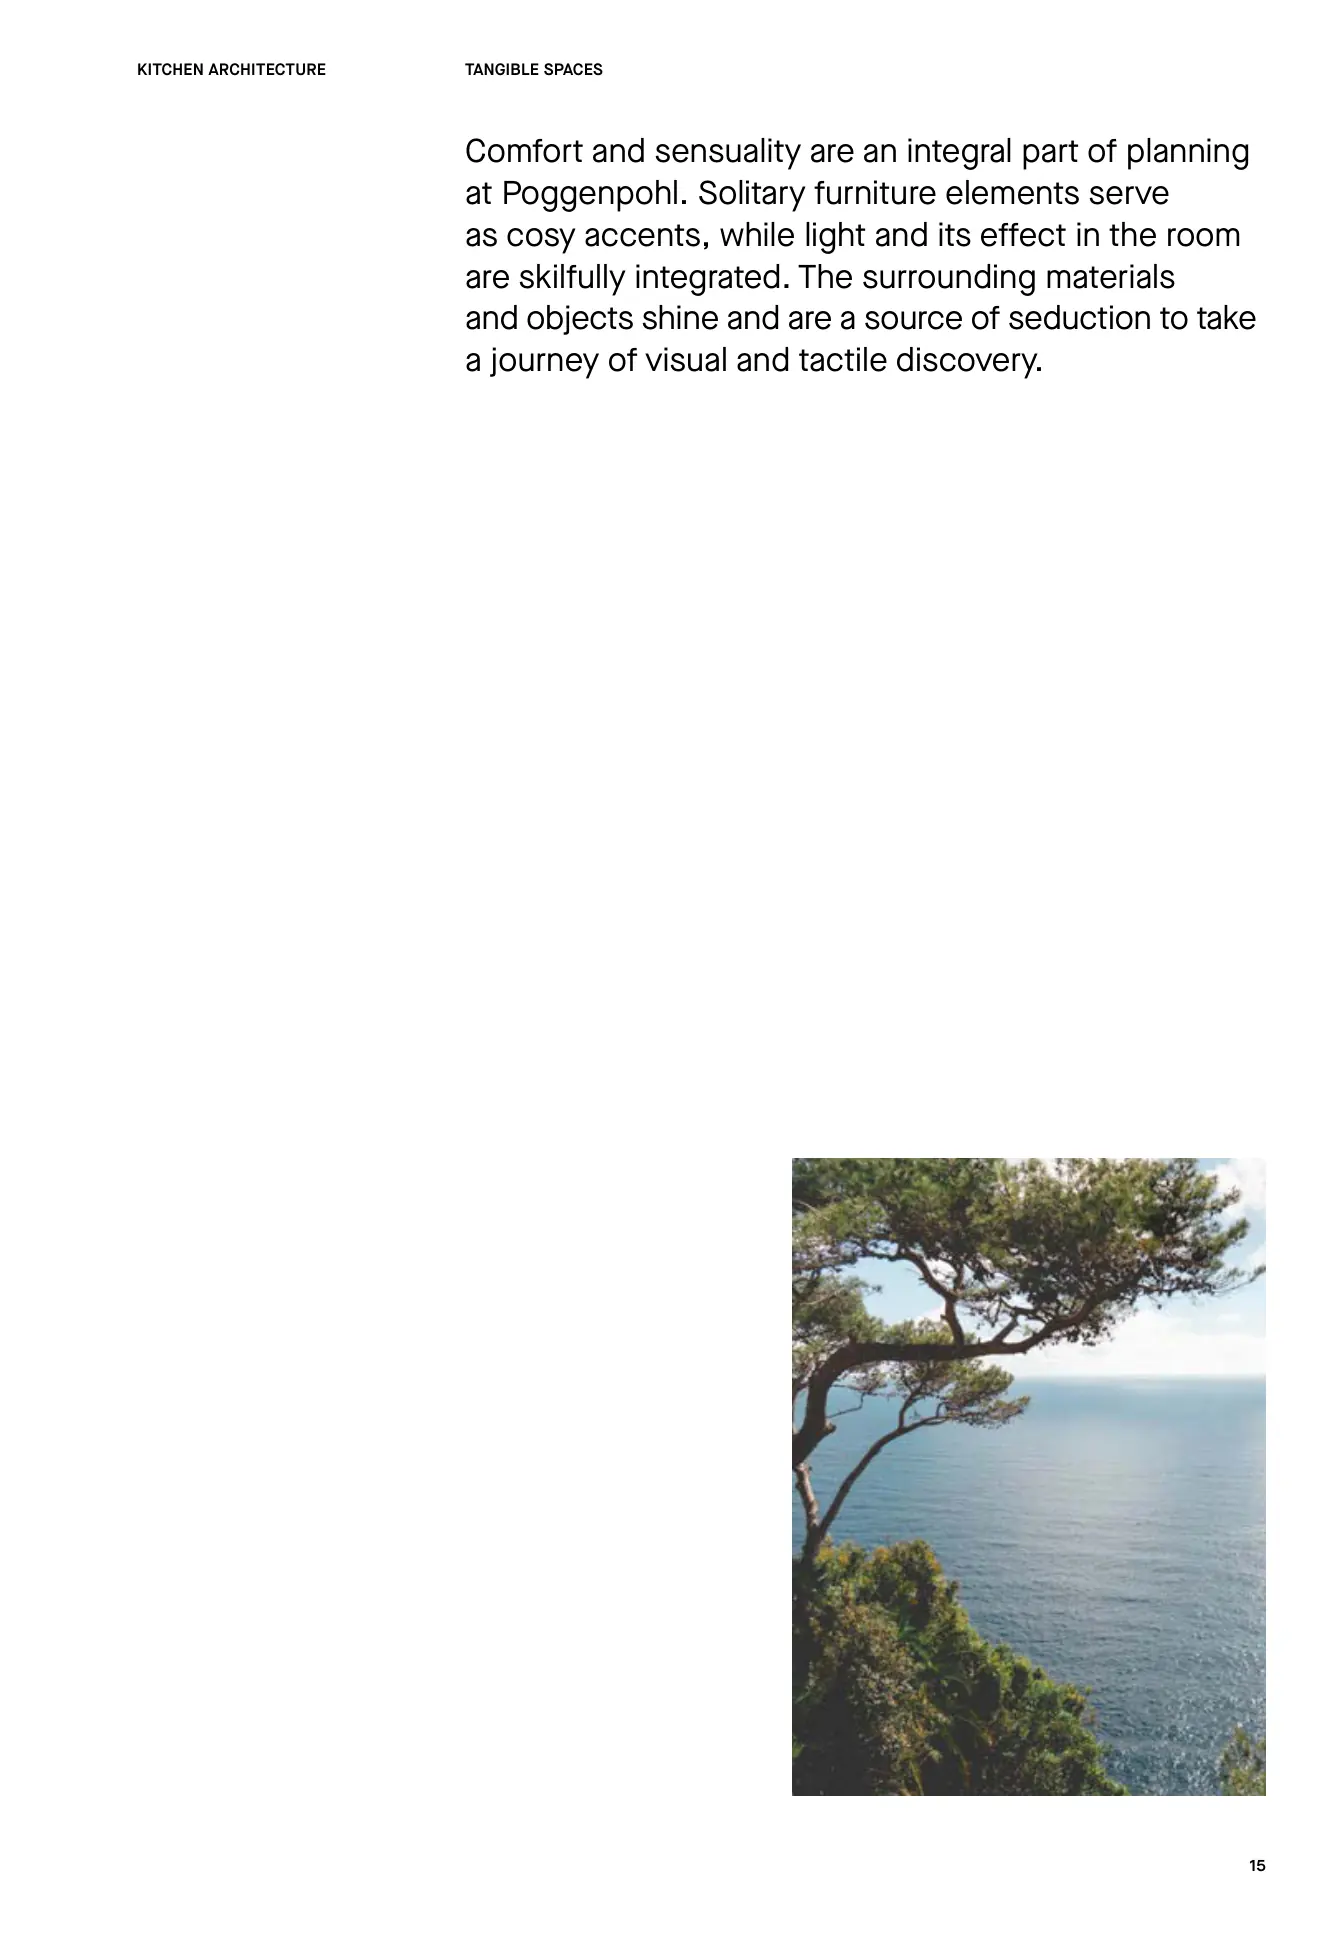 KITCHEN ARCHITECTURE
TANGIBLE SPACES
Comfort and sensuality are an integral part of planning
at Poggenpohl. Solitary furniture elements serve
as cosy accents, while light and its effect in the room
are skilfully integrated. The surrounding materials
and objects shine and are a source of seduction to take
a journey of visual and tactile discovery.
15